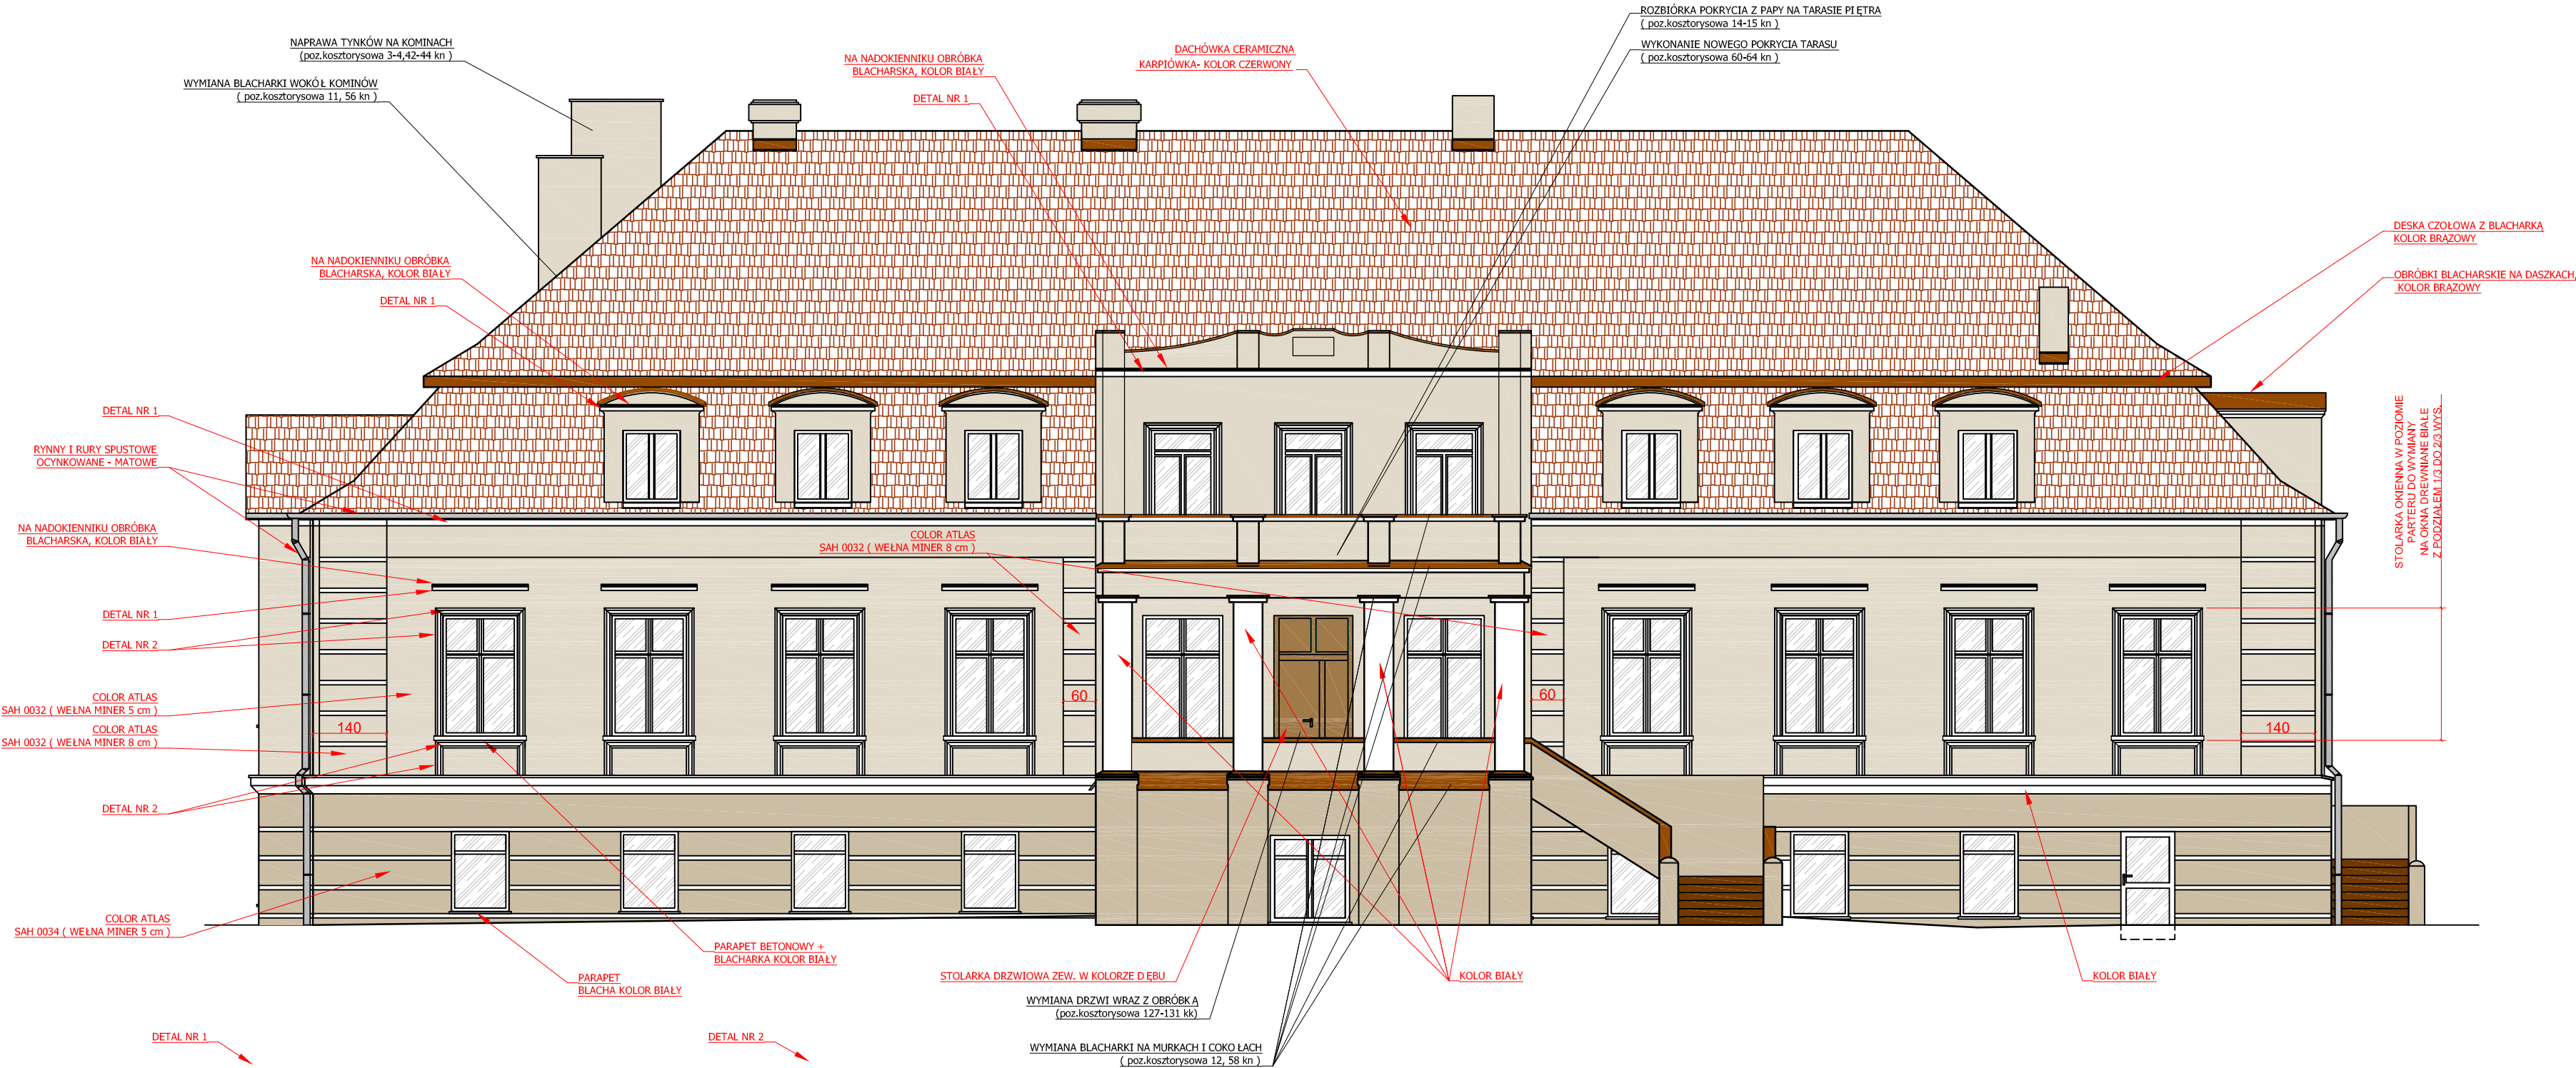 ROZBIÓRKA POKRYCIA Z PAPY NA TARASIE PIĘTRA
( poz.kosztorysowa 14-15 kn )
WYKONANIE NOWEGO POKRYCIA TARASU
( poz.kosztorysowa 60-64 kn )
NAPRAWA TYNKÓW NA KOMINACH
(poz.kosztorysowa 3-4,42-44 kn )
WYMIANA BLACHARKI WOKÓŁ KOMINÓW
( poz.kosztorysowa 11, 56 kn )
NA NADOKIENNIKU OBRÓBKA
BLACHARSKA, KOLOR BIAŁY
DETAL NR 1
DACHÓWKA CERAMICZNA
KARPIÓWKA- KOLOR CZERWONY
DESKA CZOŁOWA Z BLACHARKĄ
KOLOR BRĄZOWY
OBRÓBKI BLACHARSKIE NA DASZKACH,
KOLOR BRĄZOWY
NA NADOKIENNIKU OBRÓBKA
BLACHARSKA, KOLOR BIAŁY
DETAL NR 1
DETAL NR 1
RYNNY I RURY SPUSTOWE
OCYNKOWANE - MATOWE
STOLARKA OKIENNA W POZIOMIE
PARTERU DO WYMIANY
NA OKNA DREWNIANE BIAŁE
Z PODZIAŁEM 1/3 DO 2/3 WYS.
NA NADOKIENNIKU OBRÓBKA
BLACHARSKA, KOLOR BIAŁY
COLOR ATLAS
SAH 0032 ( WEŁNA MINER 8 cm )
DETAL NR 1
DETAL NR 2
COLOR ATLAS
SAH 0032 ( WEŁNA MINER 5 cm )
COLOR ATLAS
SAH 0032 ( WEŁNA MINER 8 cm )
140
60
60
140
DETAL NR 2
COLOR ATLAS
SAH 0034 ( WEŁNA MINER 5 cm )
PARAPET BETONOWY +
BLACHARKA KOLOR BIAŁY
PARAPET
BLACHA KOLOR BIAŁY
STOLARKA DRZWIOWA ZEW. W KOLORZE DĘBU
KOLOR BIAŁY
KOLOR BIAŁY
WYMIANA DRZWI WRAZ Z OBRÓBKĄ
(poz.kosztorysowa 127-131 kk)
DETAL NR 1
DETAL NR 2
WYMIANA BLACHARKI NA MURKACH I COKOŁACH
( poz.kosztorysowa 12, 58 kn )